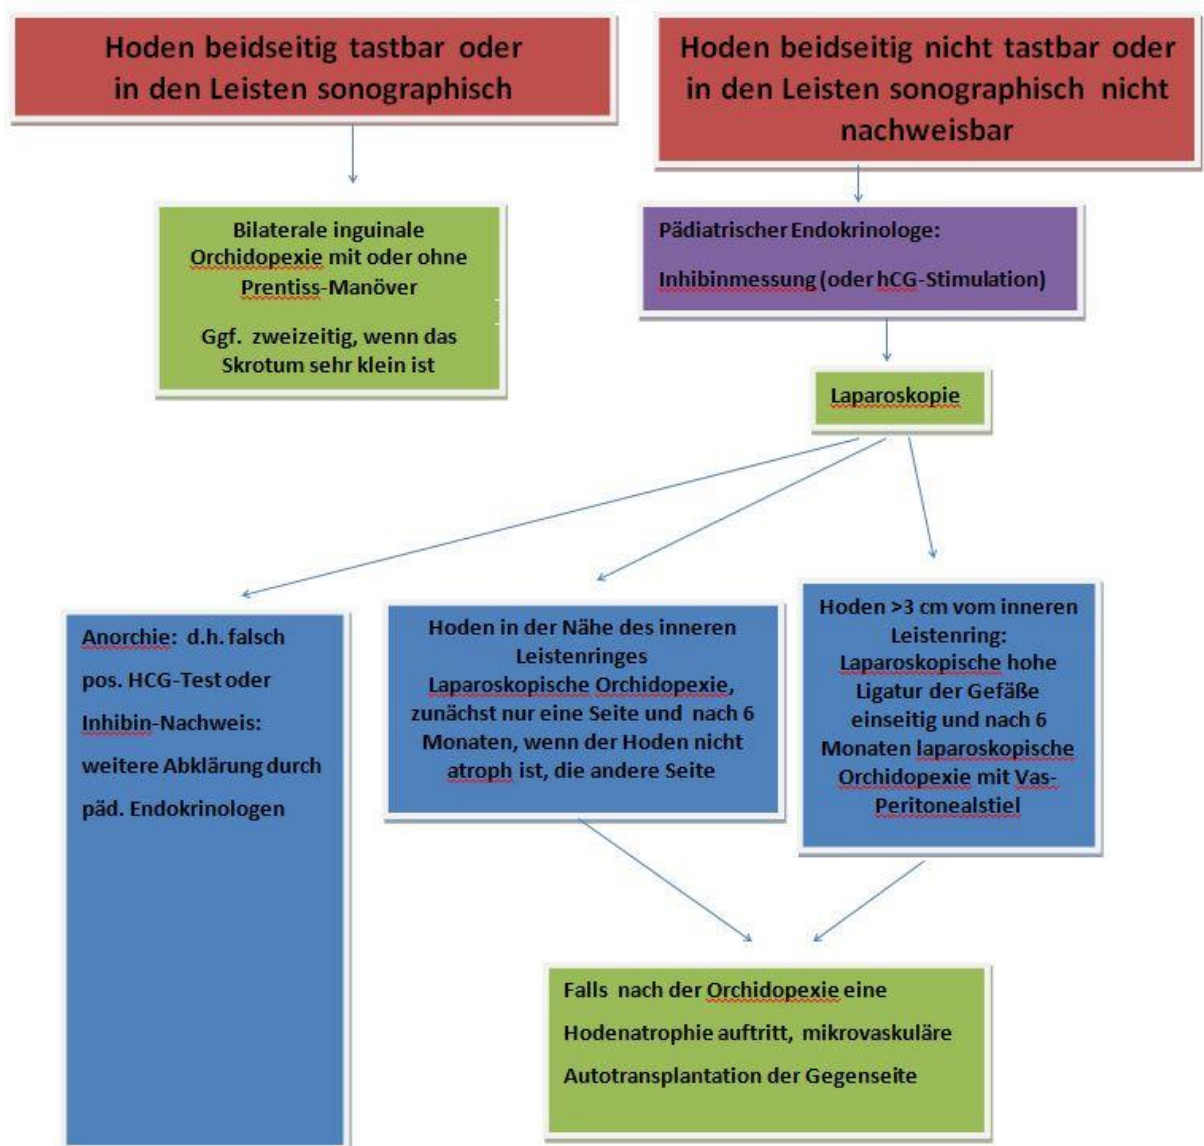 Hoden beidseitig tastbar oder
in den Leisten sonographisch
Hoden beidseitig nicht tastbar oder
in den Leisten sonographisch nicht
nachweisbar
Bilaterale inguinale
Orchidopexie mit oder ohne
Prentiss-Manöver
Ggf. zweizeitig, wenn das
Skrotum sehr klein ist
Pädiatrischer Endokrinologe:
Inhibinmessung (oder hCG-Stimulation)
Laparoskopie
Anorchie: d.h. falsch
pos. HCG-Test oder
Inhibin-Nachweis:
weitere Abklärung durch
päd. Endokrinologen
Hoden in der Nähe des inneren
Leistenringes
Laparoskopische Orchidopexie,
zunächst nur eine Seite und nach 6
Monaten, wenn der Hoden nicht
atroph ist, die andere Seite
Hoden >3 cm vom inneren
Leistenring:
Laparoskopische hohe
Ligatur der Gefäße
einseitig und nach 6
Monaten laparoskopische
Orchidopexie mit Vas-
Peritonealstiel
Falls nach der Orchidopexie eine
Hodenatrophie auftritt, mikrovaskuläre
Autotransplantation der Gegenseite